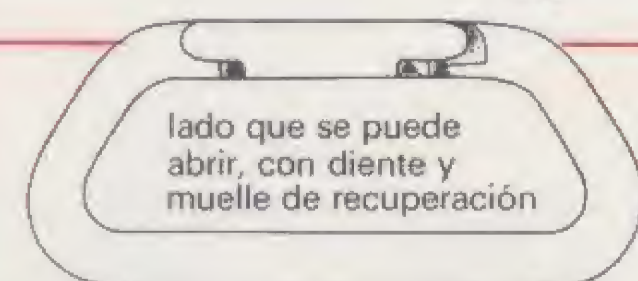 lado que se puede
abrir, con diente y
muelle de recuperación